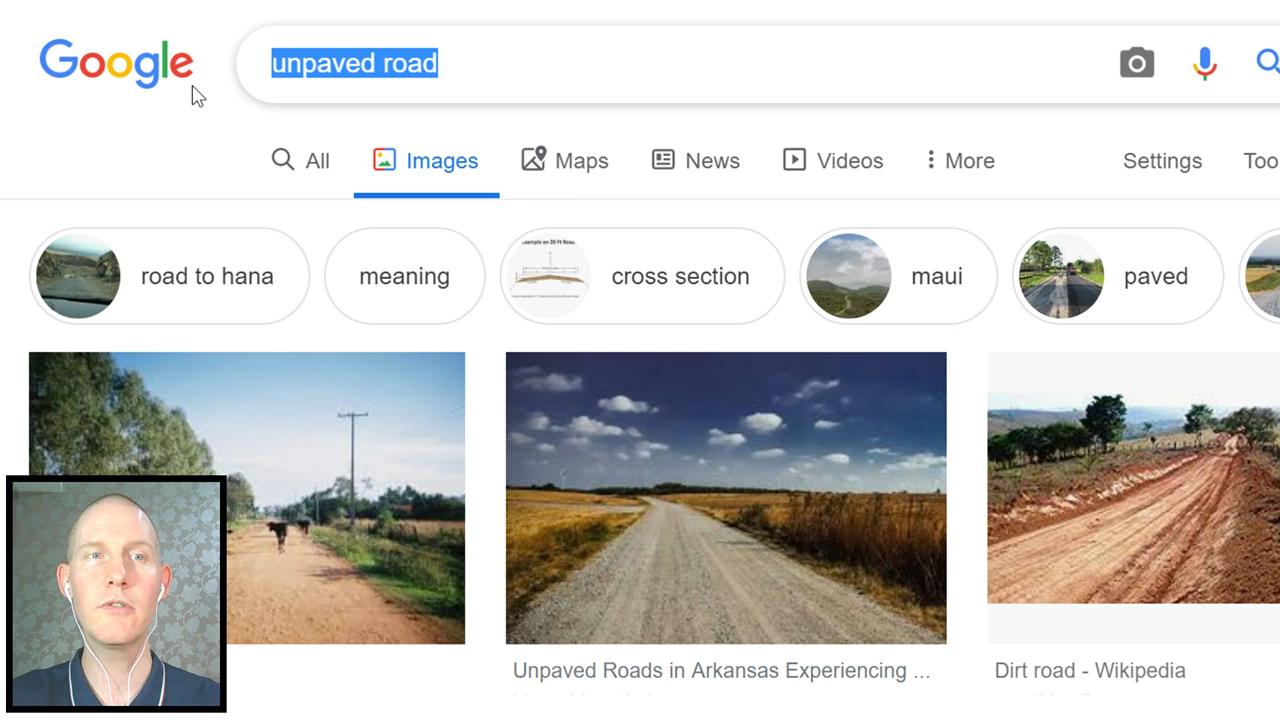 Google
unpaved road
All
Images
Maps
News
Videos
More
Settings
Too
road to hana
meaning
cross section
maui
paved
Unpaved Roads in Arkansas Experiencing ...
Dirt road - Wikipedia